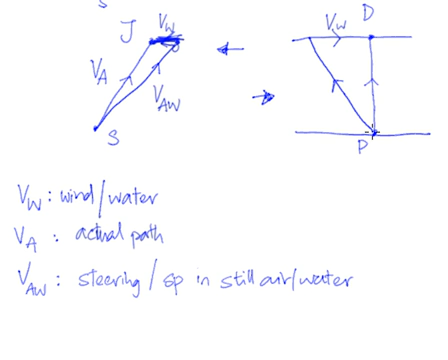 s
J V_W
V_A
V_AW
S
V_W D
P
V_W : wind/water
V_A : actual path
V_AW : steering / sp in still air/water